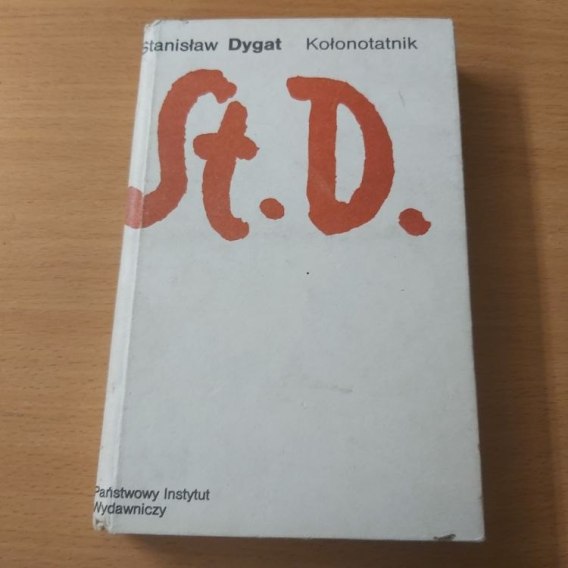 Stanisław Dygat Kołonotatnik
St. D.
Państwowy Instytut
Wydawniczy